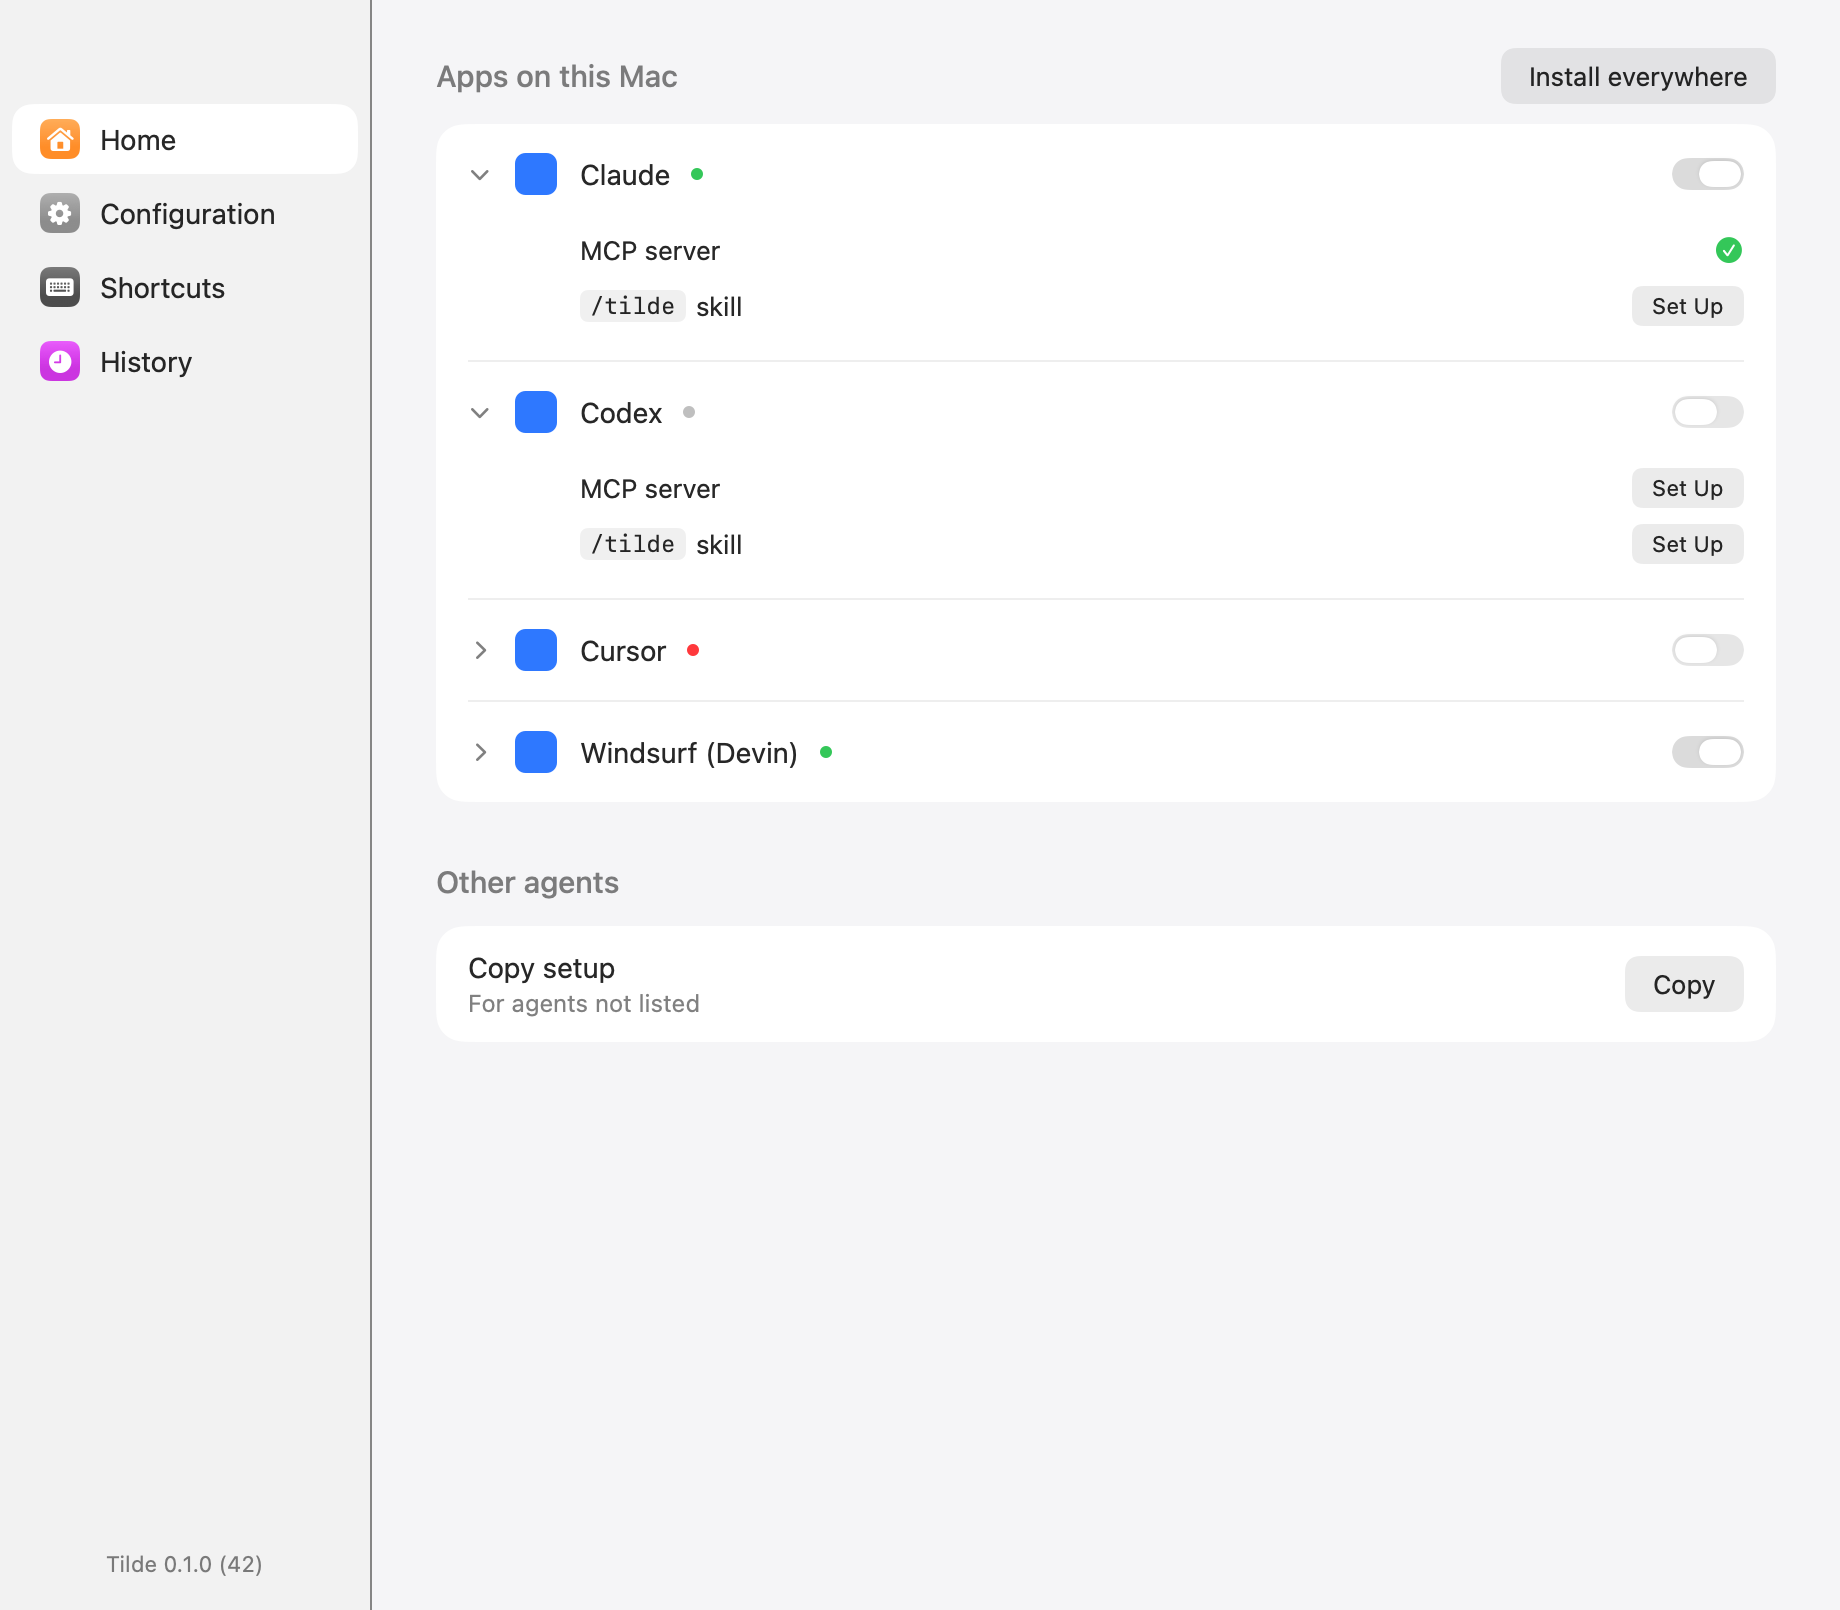 Home
Configuration
Shortcuts
History
Tilde 0.1.0 (42)
Apps on this Mac
Install everywhere
Claude
MCP server
/tilde skill
Set Up
Codex
MCP server
Set Up
/tilde skill
Set Up
Cursor
Windsurf (Devin)
Other agents
Copy setup
For agents not listed
Copy